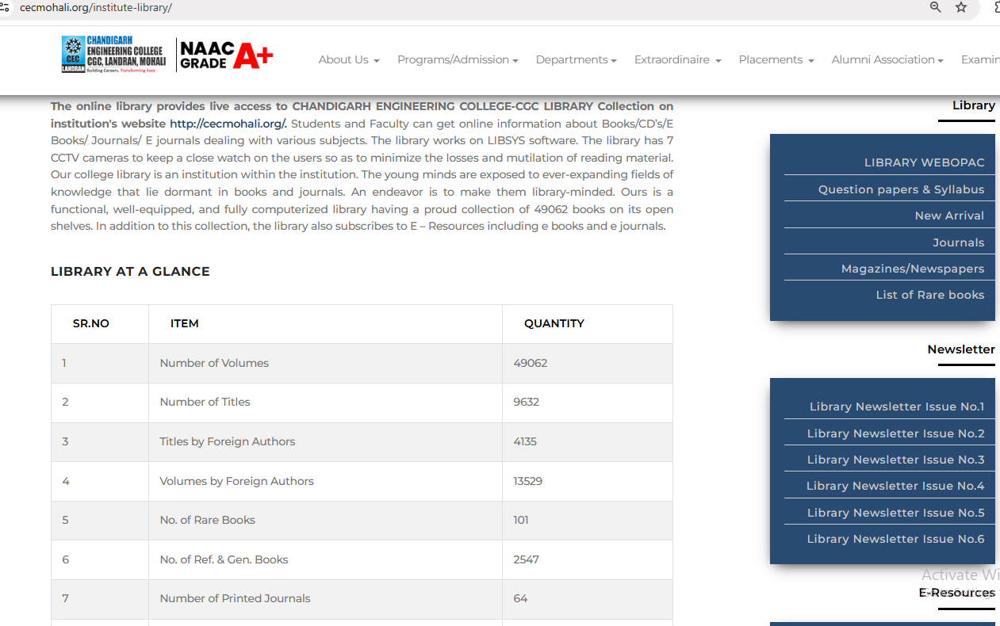 cecmohali.org/institute-library/
CHANDIGARH
ENGINEERING COLLEGE
CGC, LANDRAN, MOHALI
CEC
LANDRAN
Building Careers. Transforming lives.
NAAC
GRADE
A+
About Us
Programs/Admission
Departments
Extraordinaire
Placements
Alumni Association
Examin
The online library provides live access to CHANDIGARH ENGINEERING COLLEGE-CGC LIBRARY Collection on
institution's website http://cecmohali.org/. Students and Faculty can get online information about Books/CD's/E
Books/ Journals/ E journals dealing with various subjects. The library works on LIBSYS software. The library has 7
CCTV cameras to keep a close watch on the users so as to minimize the losses and mutilation of reading material.
Our college library is an institution within the institution. The young minds are exposed to ever-expanding fields of
knowledge that lie dormant in books and journals. An endeavor is to make them library-minded. Ours is a
functional, well-equipped, and fully computerized library having a proud collection of 49062 books on its open
shelves. In addition to this collection, the library also subscribes to E – Resources including e books and e journals.
LIBRARY AT A GLANCE
SR.NO ITEM QUANTITY
1 Number of Volumes 49062
2 Number of Titles 9632
3 Titles by Foreign Authors 4135
4 Volumes by Foreign Authors 13529
5 No. of Rare Books 101
6 No. of Ref. & Gen. Books 2547
7 Number of Printed Journals 64
Library
LIBRARY WEBOPAC
Question papers & Syllabus
New Arrival
Journals
Magazines/Newspapers
List of Rare books
Newsletter
Library Newsletter Issue No.1
Library Newsletter Issue No.2
Library Newsletter Issue No.3
Library Newsletter Issue No.4
Library Newsletter Issue No.5
Library Newsletter Issue No.6
Activate Wi
E-Resources